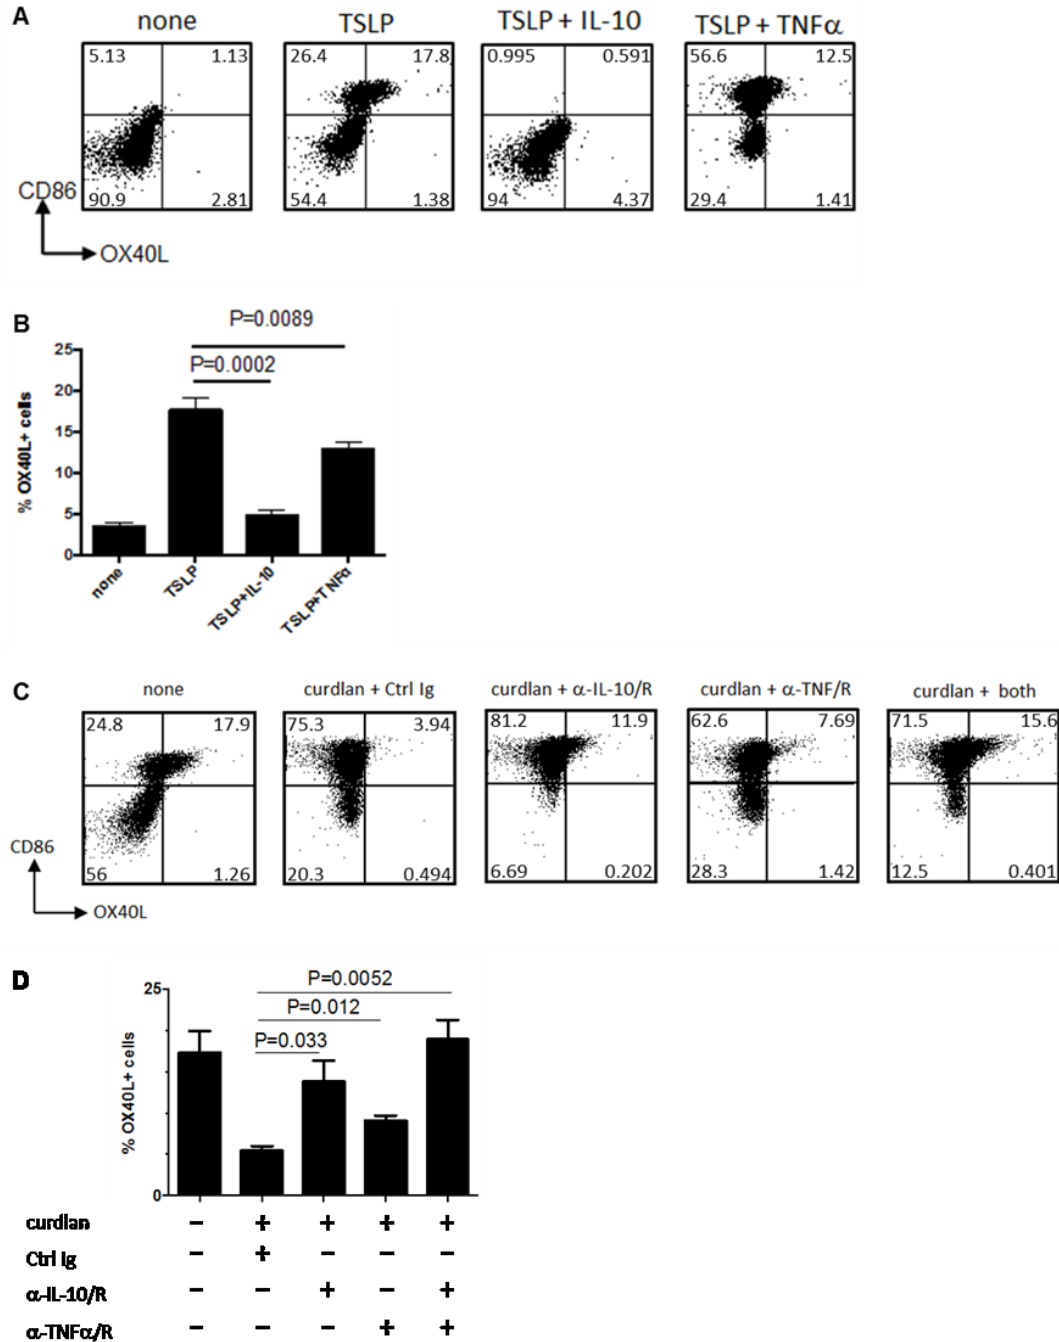 A
none TSLP TSLP + IL-10 TSLP + TNFα
5.13 1.13 26.4 17.8 0.995 0.591 56.6 12.5
90.9 2.81 54.4 1.38 94 4.37 29.4 1.41
CD86
OX40L
B
P=0.0089
P=0.0002
25
20
15
10
5
0
% OX40L+ cells
none TSLP TSLP+IL-10 TSLP+TNFα
C
none curdlan + Ctrl Ig curdlan + α-IL-10/R curdlan + α-TNF/R curdlan + both
24.8 17.9 75.3 3.94 81.2 11.9 62.6 7.69 71.5 15.6
56 1.26 20.3 0.494 6.69 0.202 28.3 1.42 12.5 0.401
CD86
OX40L
D
P=0.0052
P=0.012
P=0.033
25
0
% OX40L+ cells
curdlan – + + + +
Ctrl Ig – + – – –
α-IL-10/R – – + – +
α-TNFα/R – – – + +